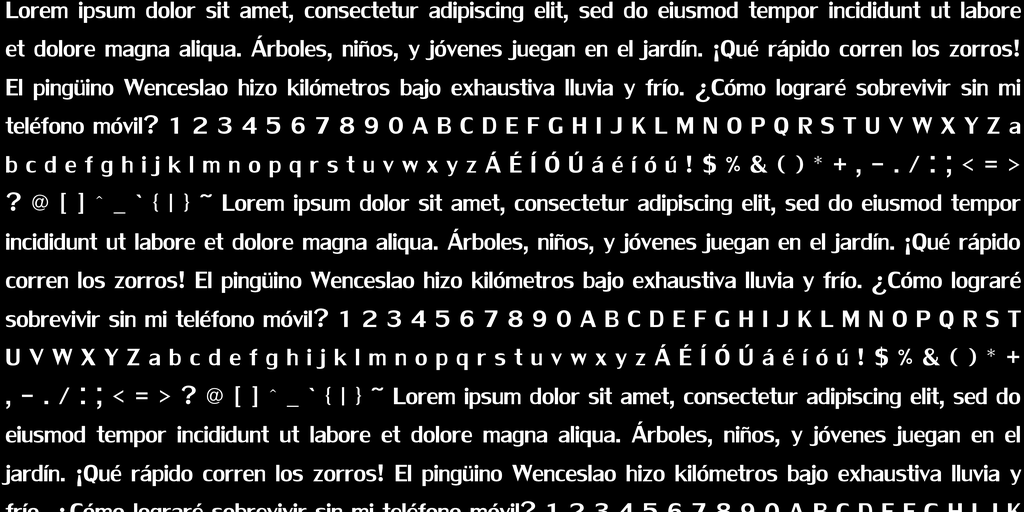 Lorem ipsum dolor sit amet, consectetur adipiscing elit, sed do eiusmod tempor incididunt ut labore
et dolore magna aliqua. Árboles, niños, y jóvenes juegan en el jardín. ¡Qué rápido corren los zorros!
El pingüino Wenceslao hizo kilómetros bajo exhaustiva lluvia y frío. ¿Cómo lograré sobrevivir sin mi
teléfono móvil? 1 2 3 4 5 6 7 8 9 0 A B C D E F G H I J K L M N O P Q R S T U V W X Y Z a
b c d e f g h i j k l m n o p q r s t u v w x y z Á É Í Ó Ú á é í ó ú ! $ % & ( ) * + , - . / : ; < = >
? @ [ ] ^ _ ` { | } ~ Lorem ipsum dolor sit amet, consectetur adipiscing elit, sed do eiusmod tempor
incididunt ut labore et dolore magna aliqua. Árboles, niños, y jóvenes juegan en el jardín. ¡Qué rápido
corren los zorros! El pingüino Wenceslao hizo kilómetros bajo exhaustiva lluvia y frío. ¿Cómo lograré
sobrevivir sin mi teléfono móvil? 1 2 3 4 5 6 7 8 9 0 A B C D E F G H I J K L M N O P Q R S T
U V W X Y Z a b c d e f g h i j k l m n o p q r s t u v w x y z Á É Í Ó Ú á é í ó ú ! $ % & ( ) * +
, - . / : ; < = > ? @ [ ] ^ _ ` { | } ~ Lorem ipsum dolor sit amet, consectetur adipiscing elit, sed do
eiusmod tempor incididunt ut labore et dolore magna aliqua. Árboles, niños, y jóvenes juegan en el
jardín. ¡Qué rápido corren los zorros! El pingüino Wenceslao hizo kilómetros bajo exhaustiva lluvia y
frío. ¿Cómo lograré sobrevivir sin mi teléfono móvil? 1 2 3 4 5 6 7 8 9 0 A B C D E F G H I J K